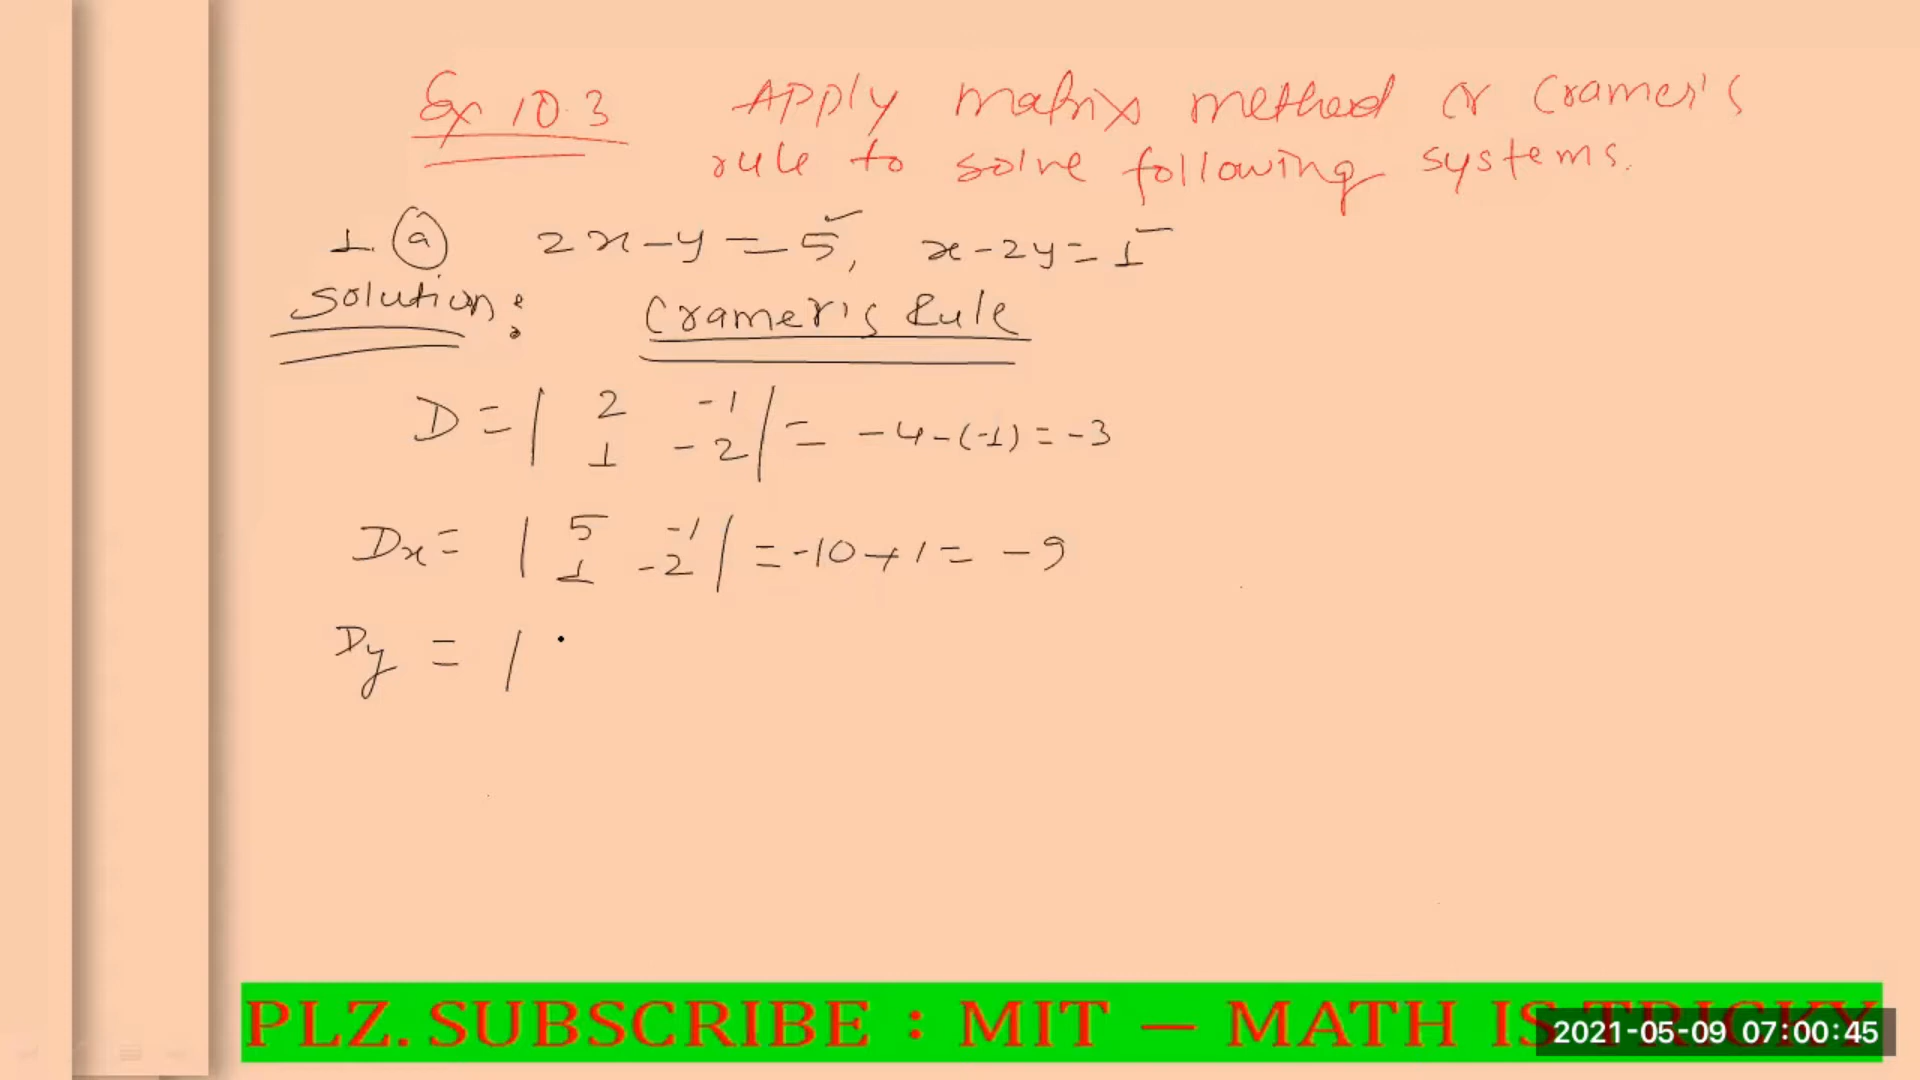 Ex 10.3 Apply matrix method or Cramer's
rule to solve following systems.
1. (a) 2x-y=5, x-2y=1
Solution: Cramer's Rule
D = | 2 -1 | = -4-(-1) = -3
1 -2
Dx = | 5 -1 | = -10+1 = -9
1 -2
Dy = |
PLZ. SUBSCRIBE : MIT – MATH IS TRICKY
2021-05-09 07:00:45